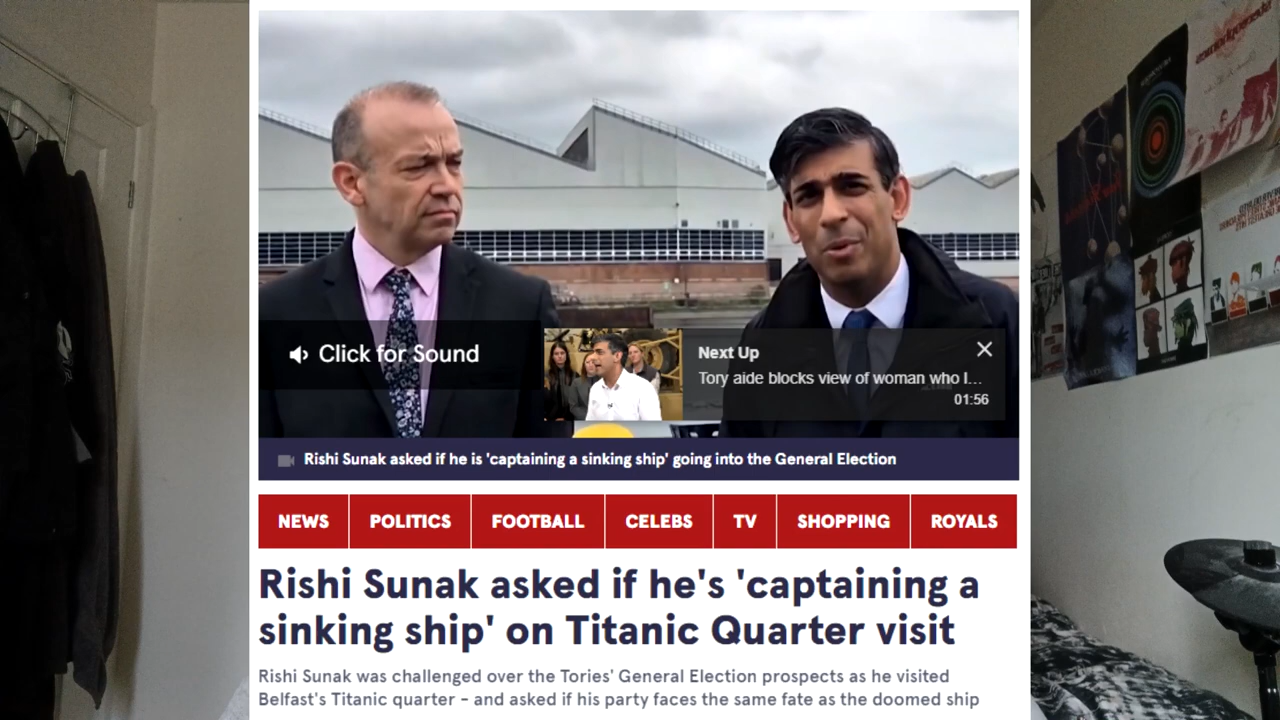 Click for Sound
Next Up
Tory aide blocks view of woman who l...
01:56
Rishi Sunak asked if he is 'captaining a sinking ship' going into the General Election
NEWS
POLITICS
FOOTBALL
CELEBS
TV
SHOPPING
ROYALS
Rishi Sunak asked if he's 'captaining a
sinking ship' on Titanic Quarter visit
Rishi Sunak was challenged over the Tories' General Election prospects as he visited
Belfast's Titanic quarter - and asked if his party faces the same fate as the doomed ship